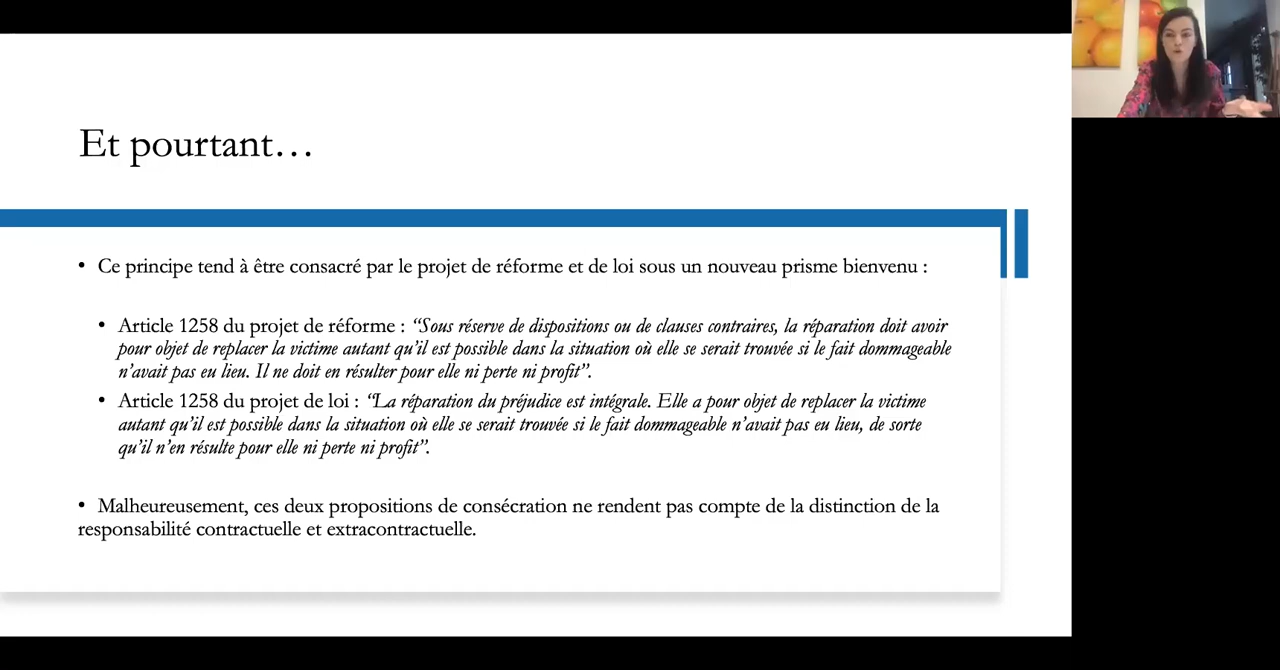 Et pourtant…
• Ce principe tend à être consacré par le projet de réforme et de loi sous un nouveau prisme bienvenu :
• Article 1258 du projet de réforme : “Sous réserve de dispositions ou de clauses contraires, la réparation doit avoir
pour objet de replacer la victime autant qu’il est possible dans la situation où elle se serait trouvée si le fait dommageable
n’avait pas eu lieu. Il ne doit en résulter pour elle ni perte ni profit”.
• Article 1258 du projet de loi : “La réparation du préjudice est intégrale. Elle a pour objet de replacer la victime
autant qu’il est possible dans la situation où elle se serait trouvée si le fait dommageable n’avait pas eu lieu, de sorte
qu’il n’en résulte pour elle ni perte ni profit”.
• Malheureusement, ces deux propositions de consécration ne rendent pas compte de la distinction de la
responsabilité contractuelle et extracontractuelle.